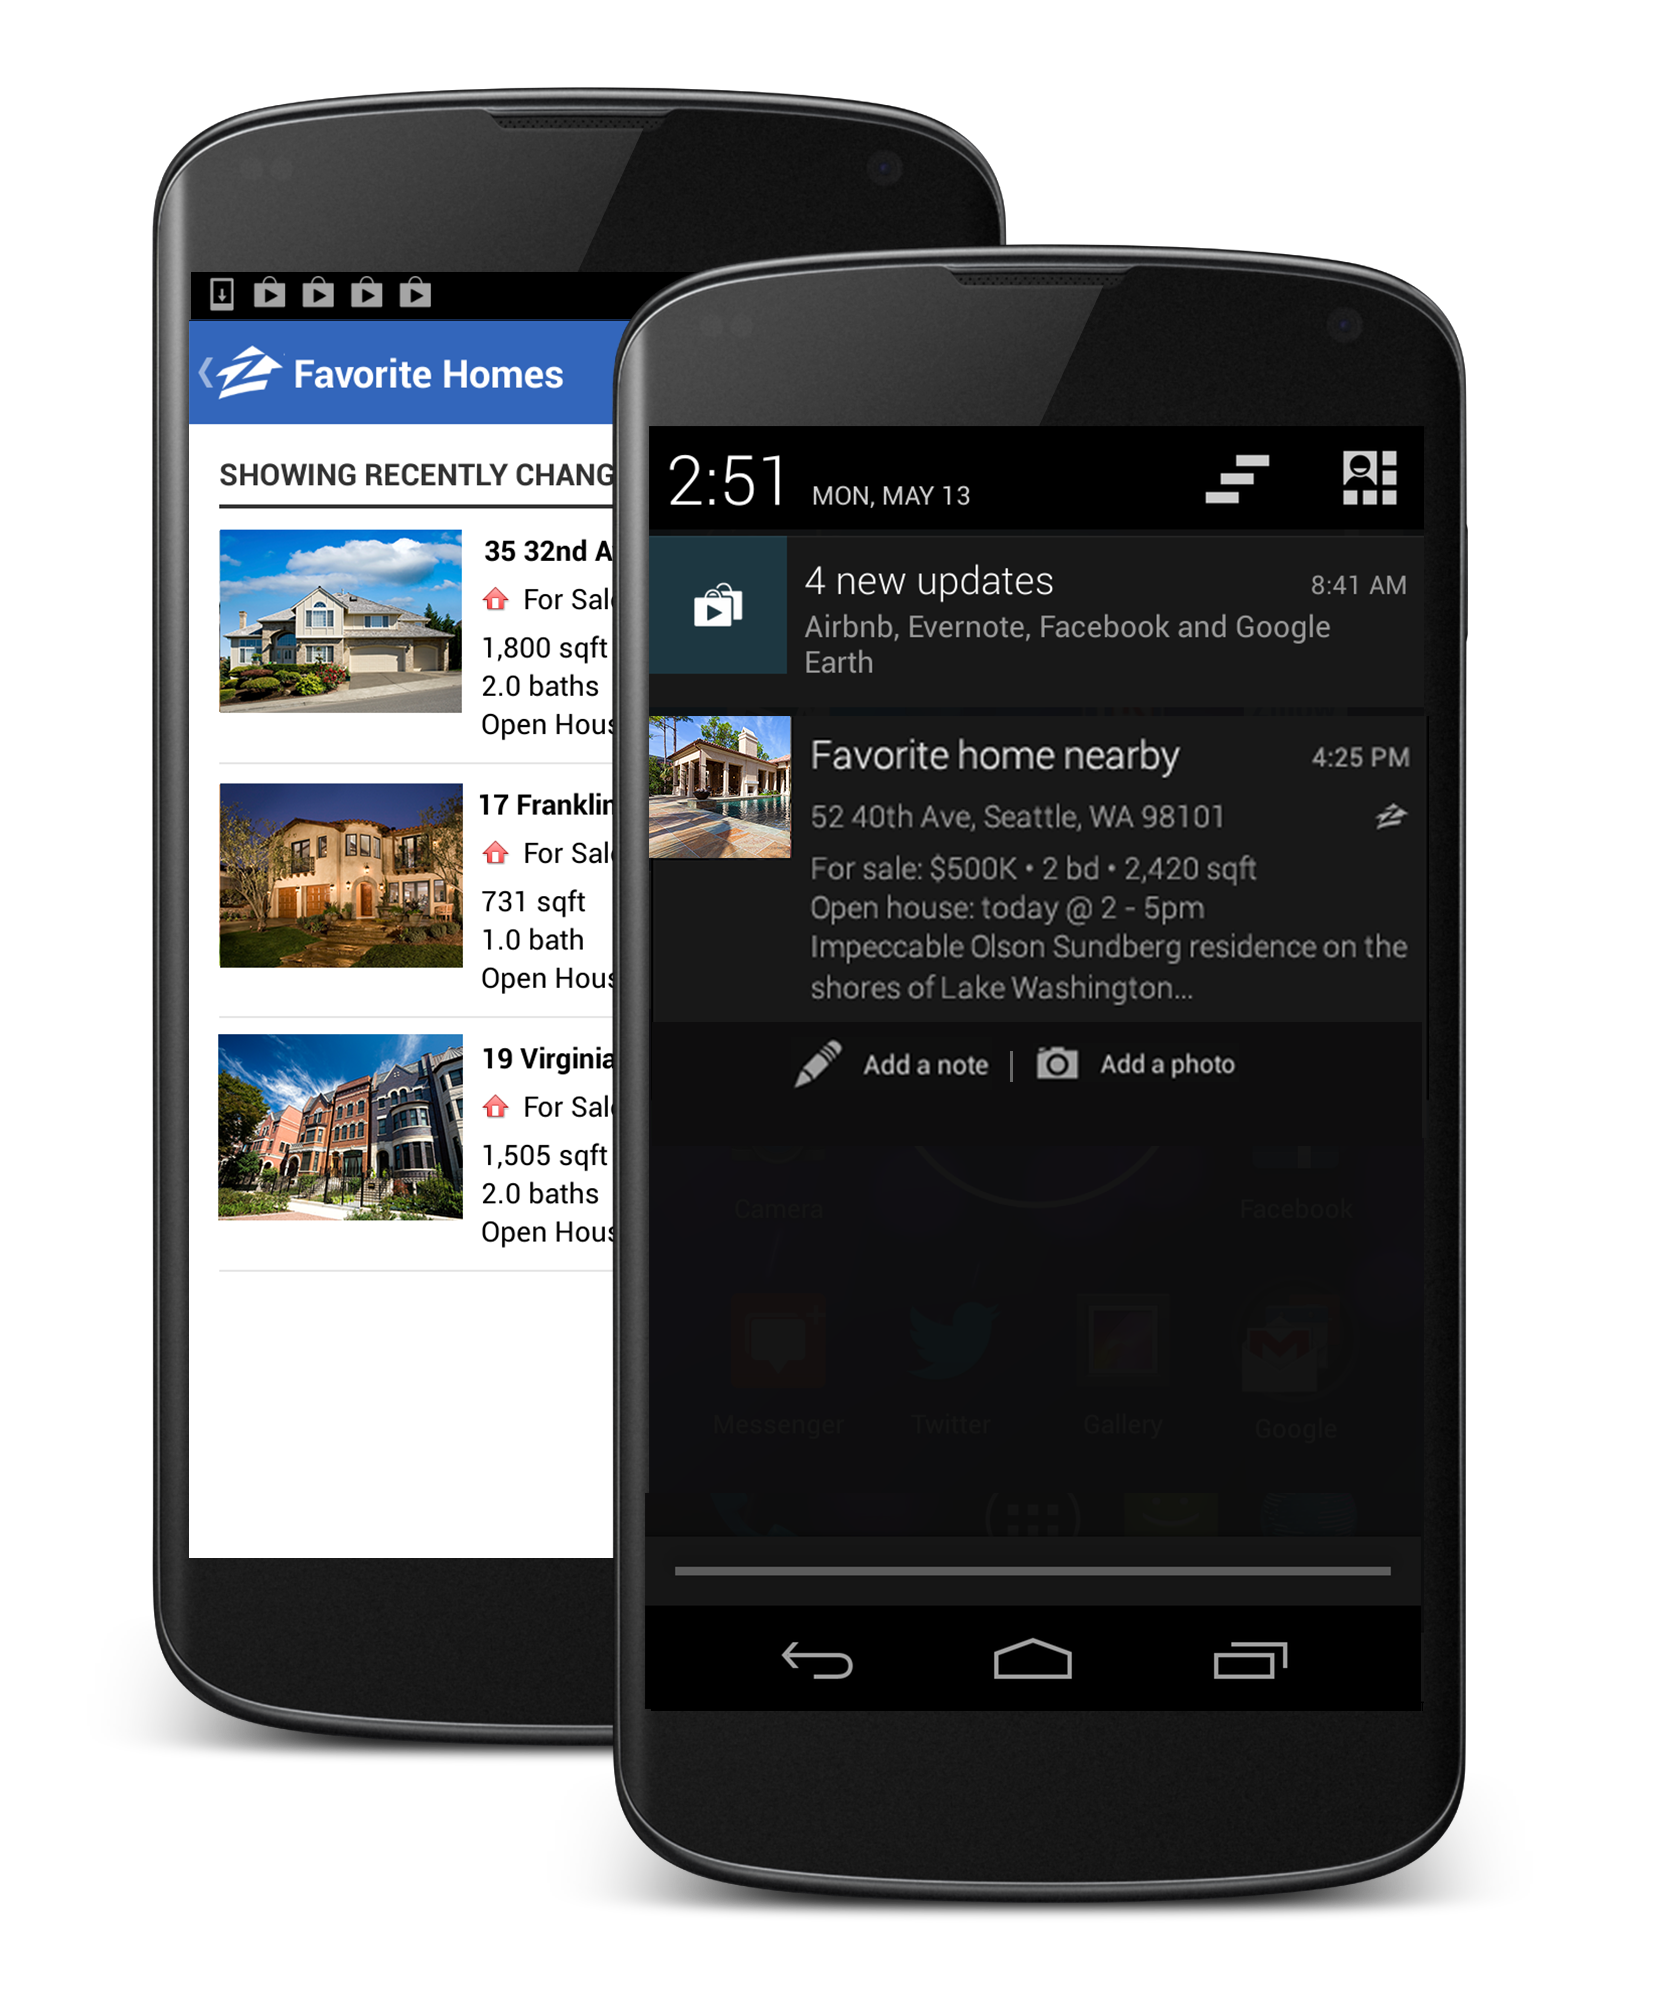 Favorite Homes
SHOWING RECENTLY CHANG
35 32nd A
For Sale
1,800 sqft
2.0 baths
Open Hous
17 Franklin
For Sale
731 sqft
1.0 bath
Open Hous
19 Virginia
For Sale
1,505 sqft
2.0 baths
Open Hous
2:51 MON, MAY 13
4 new updates 8:41 AM
Airbnb, Evernote, Facebook and Google
Earth
Favorite home nearby 4:25 PM
52 40th Ave, Seattle, WA 98101
For sale: $500K • 2 bd • 2,420 sqft
Open house: today @ 2 - 5pm
Impeccable Olson Sundberg residence on the
shores of Lake Washington...
Add a note | Add a photo
Camera Facebook
Messenger Twitter Gallery Google